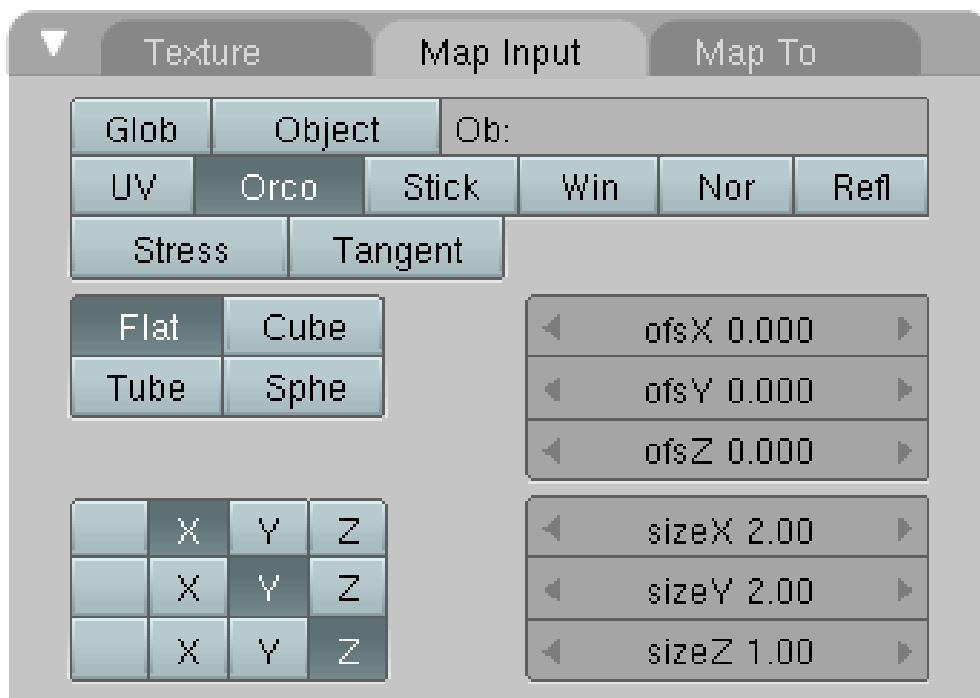 Texture Map Input Map To
Glob Object Ob:
UV Orco Stick Win Nor Refl
Stress Tangent
Flat Cube
Tube Sphe
ofsX 0.000
ofsY 0.000
ofsZ 0.000
X Y Z
X Y Z
X Y Z
sizeX 2.00
sizeY 2.00
sizeZ 1.00